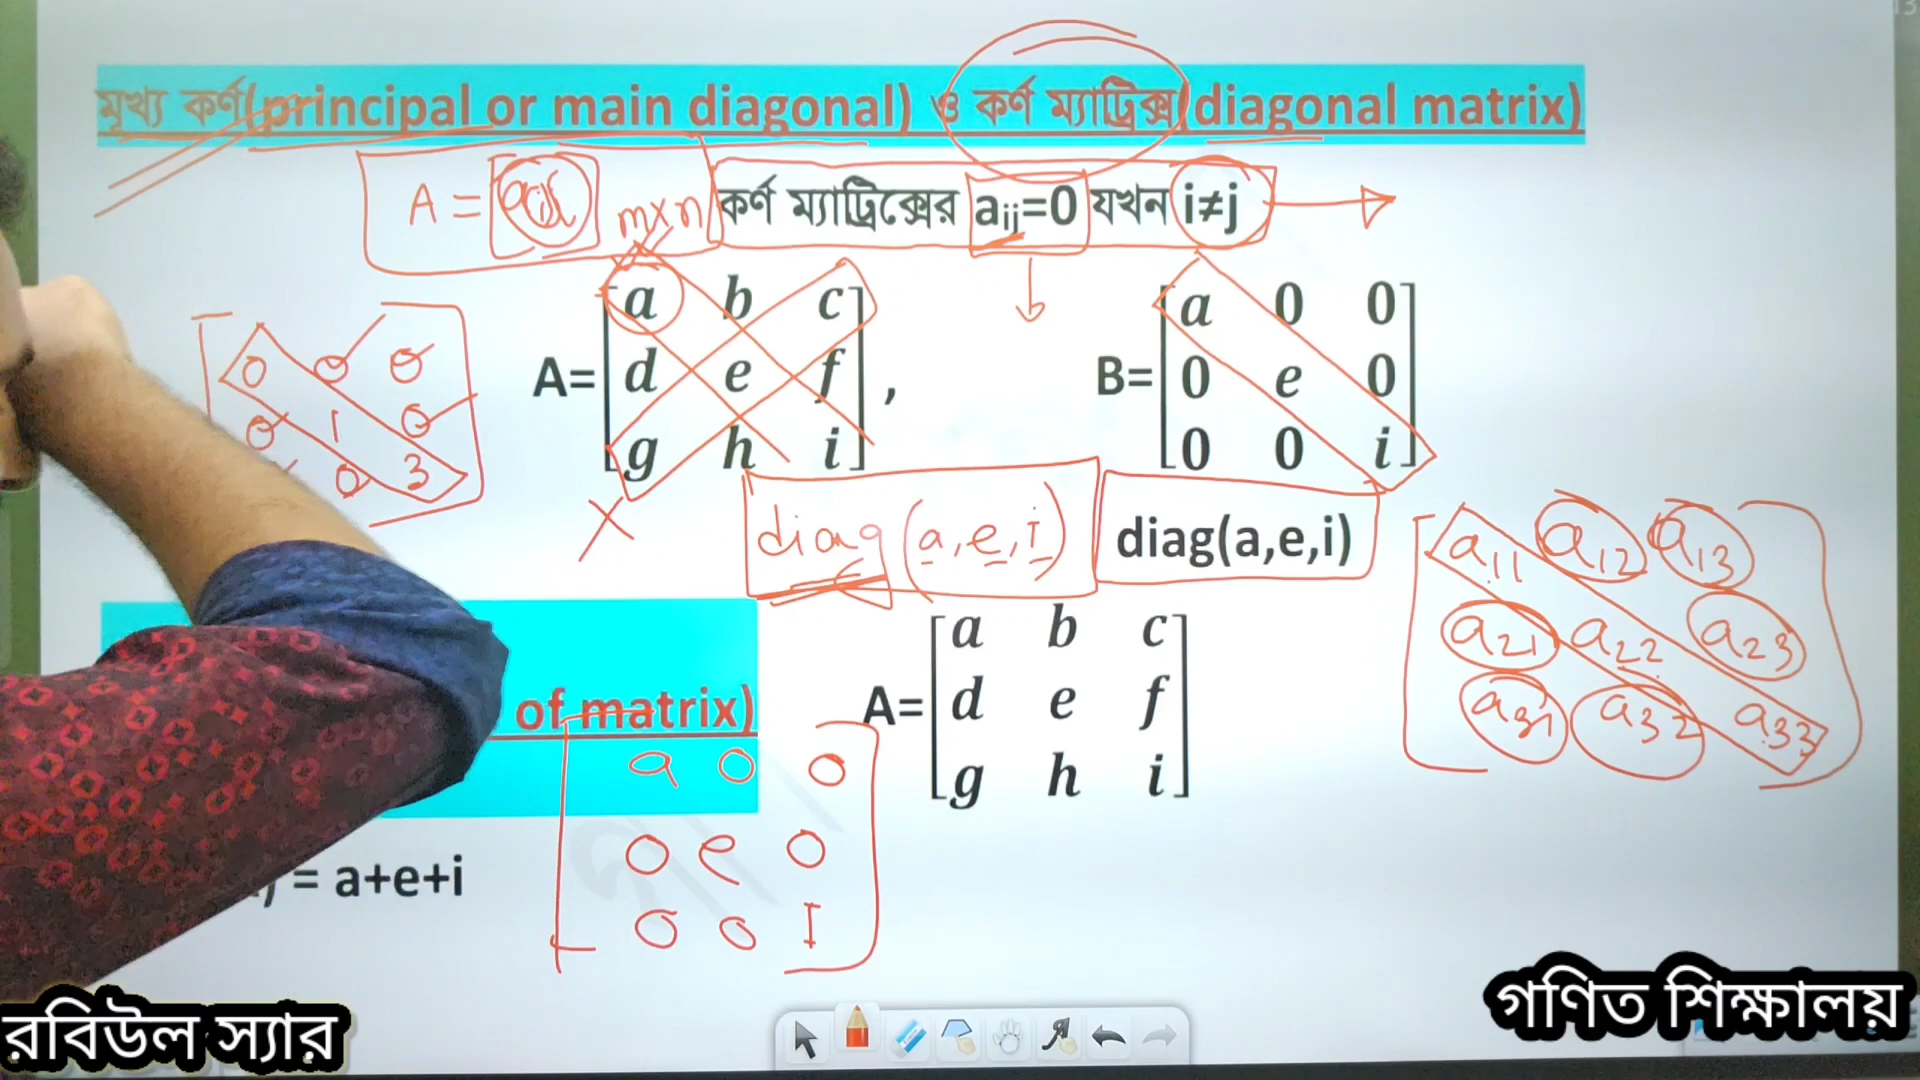 মূখ্য কর্ণ(principal or main diagonal) ও কর্ণ ম্যাট্রিক্স(diagonal matrix)
A = [aij] m×n কর্ণ ম্যাট্রিক্সের aᵢⱼ=0 যখন i≠j
A= a b c
d e f
g h i ,
B= a 0 0
0 e 0
0 0 i
0 0 0
0 1 0
0 3
diag (a, e, i)
diag(a,e,i)
a11 a12 a13
a21 a22 a23
a31 a32 a33
of matrix)
A= a b c
d e f
g h i
a 0 0
0 e 0
0 0 I
= a+e+i
রবিউল স্যার
গণিত শিক্ষালয়